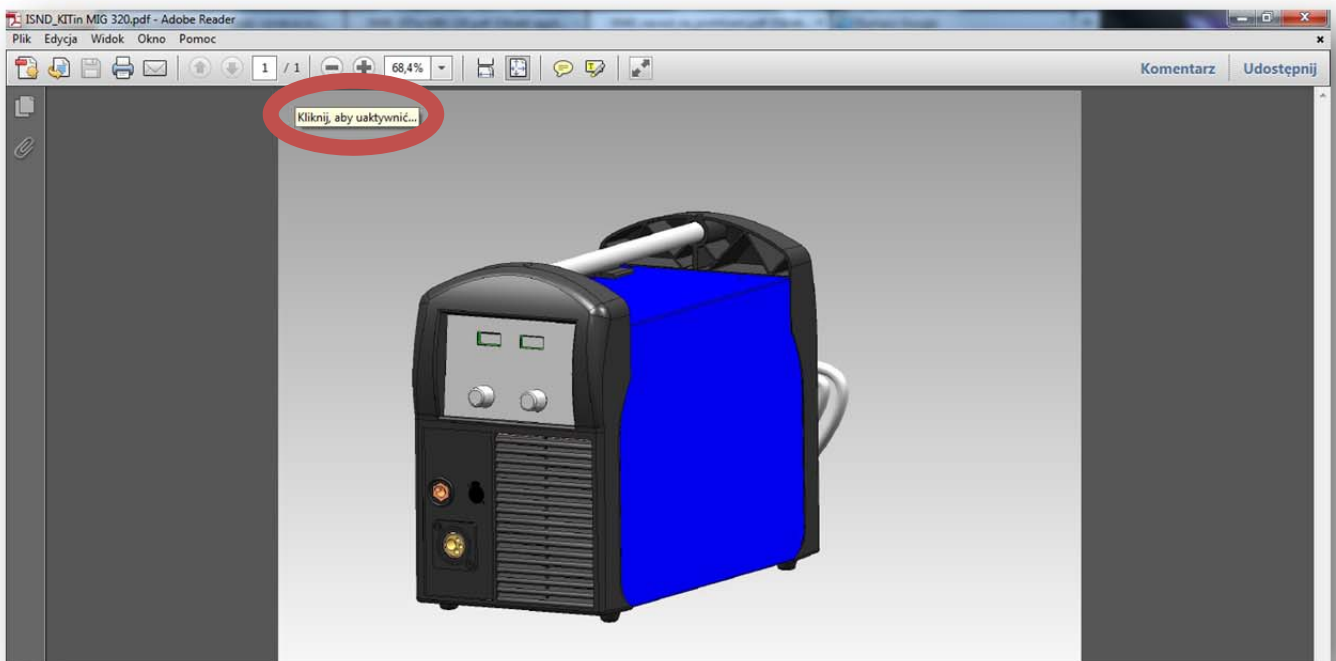 ISND_KITin MIG 320.pdf - Adobe Reader
Plik Edycja Widok Okno Pomoc
1 / 1 68,4% Komentarz Udostępnij
Kliknij, aby uaktywnić...